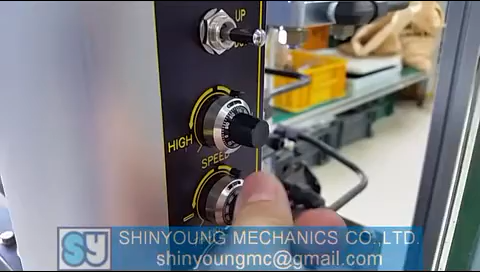 UP
HIGH
SPEED
SY
SHINYOUNG MECHANICS CO.,LTD.
shinyoungmc@gmail.com